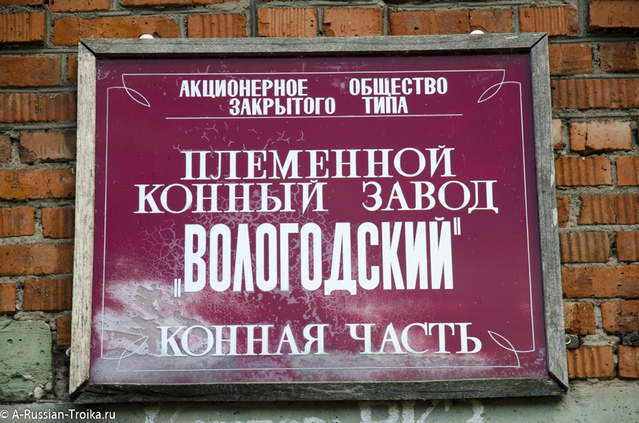 АКЦИОНЕРНОЕ ОБЩЕСТВО
ЗАКРЫТОГО ТИПА
ПЛЕМЕННОЙ
КОННЫЙ ЗАВОД
„ВОЛОГОДСКИЙ"
КОННАЯ ЧАСТЬ
© A-Russian-Troika.ru